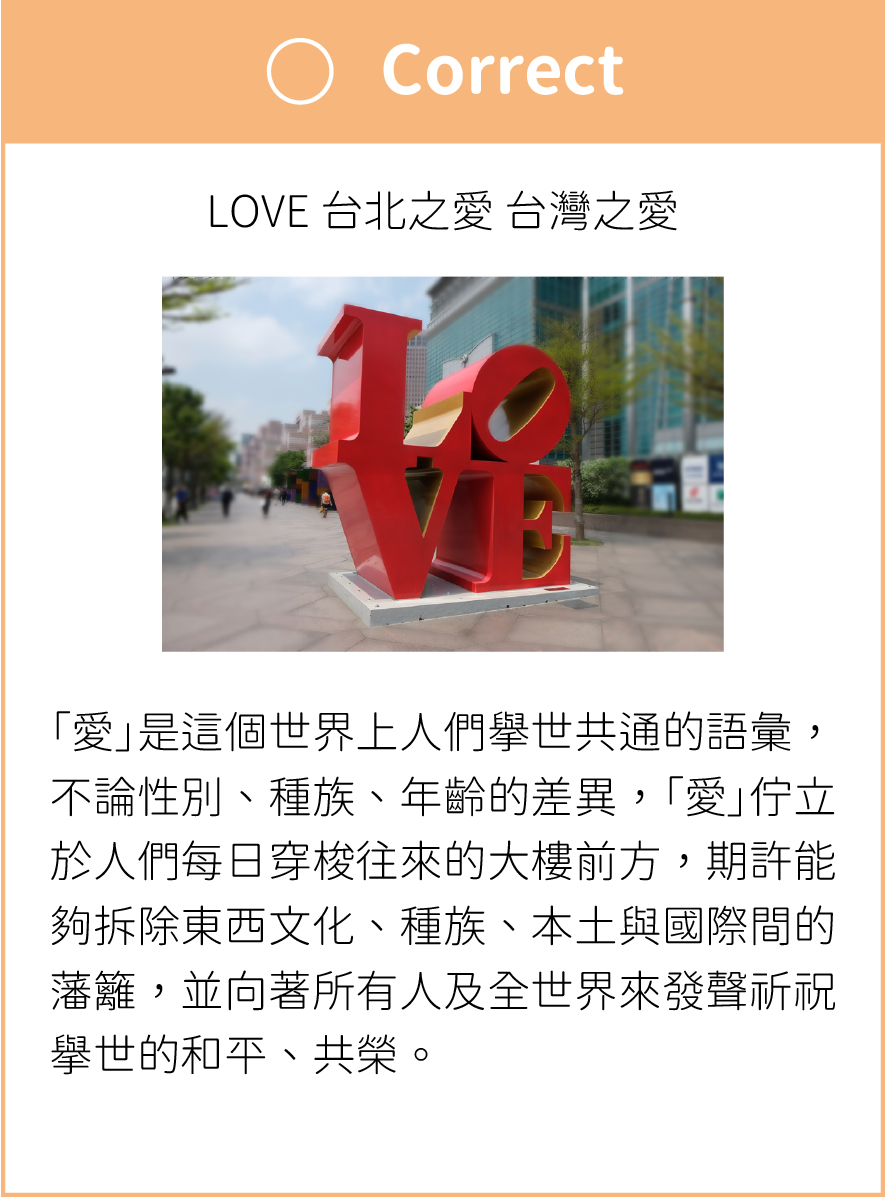 Correct
LOVE 台北之愛 台灣之愛
LOVE
「愛」是這個世界上人們擧世共通的語彙，
不論性別、種族、年齡的差異，「愛」佇立
於人們每日穿梭往來的大樓前方，期許能
夠拆除東西文化、種族、本土與國際間的
藩籬，並向著所有人及全世界來發聲祈祝
擧世的和平、共榮。